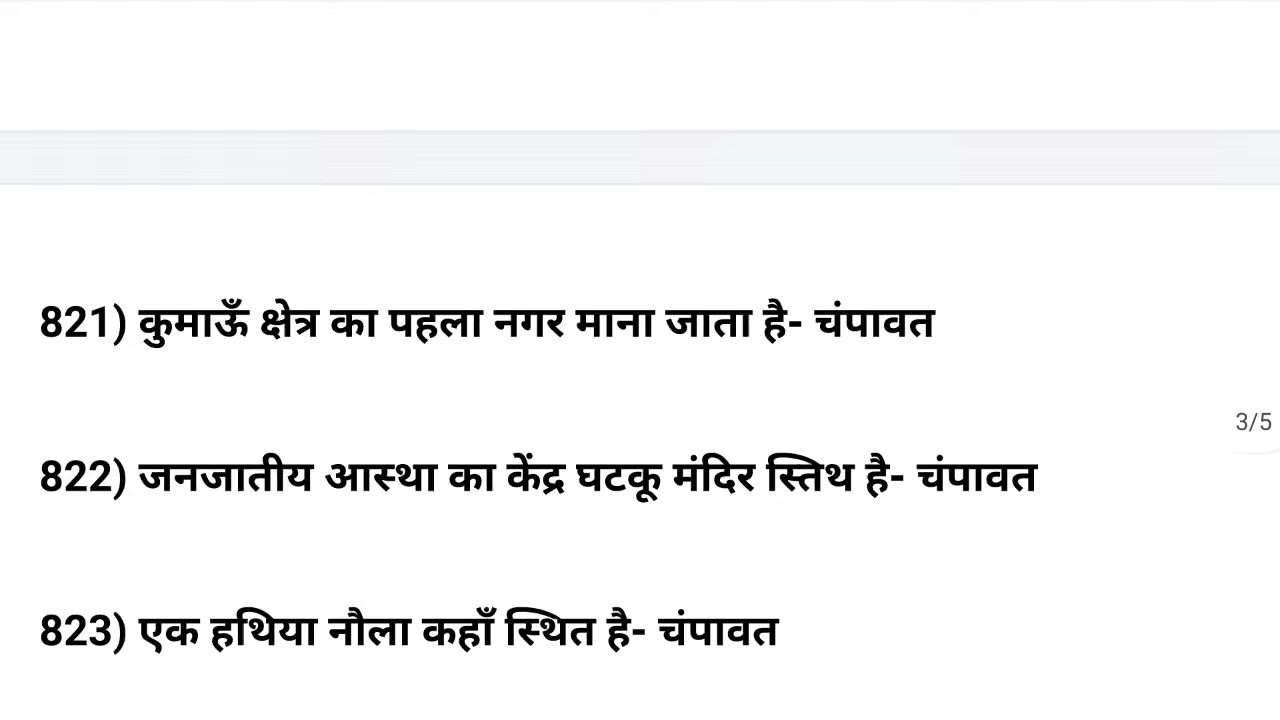 821) कुमाऊँ क्षेत्र का पहला नगर माना जाता है- चंपावत
3/5
822) जनजातीय आस्था का केंद्र घटकू मंदिर स्तिथ है- चंपावत
823) एक हथिया नौला कहाँ स्थित है- चंपावत